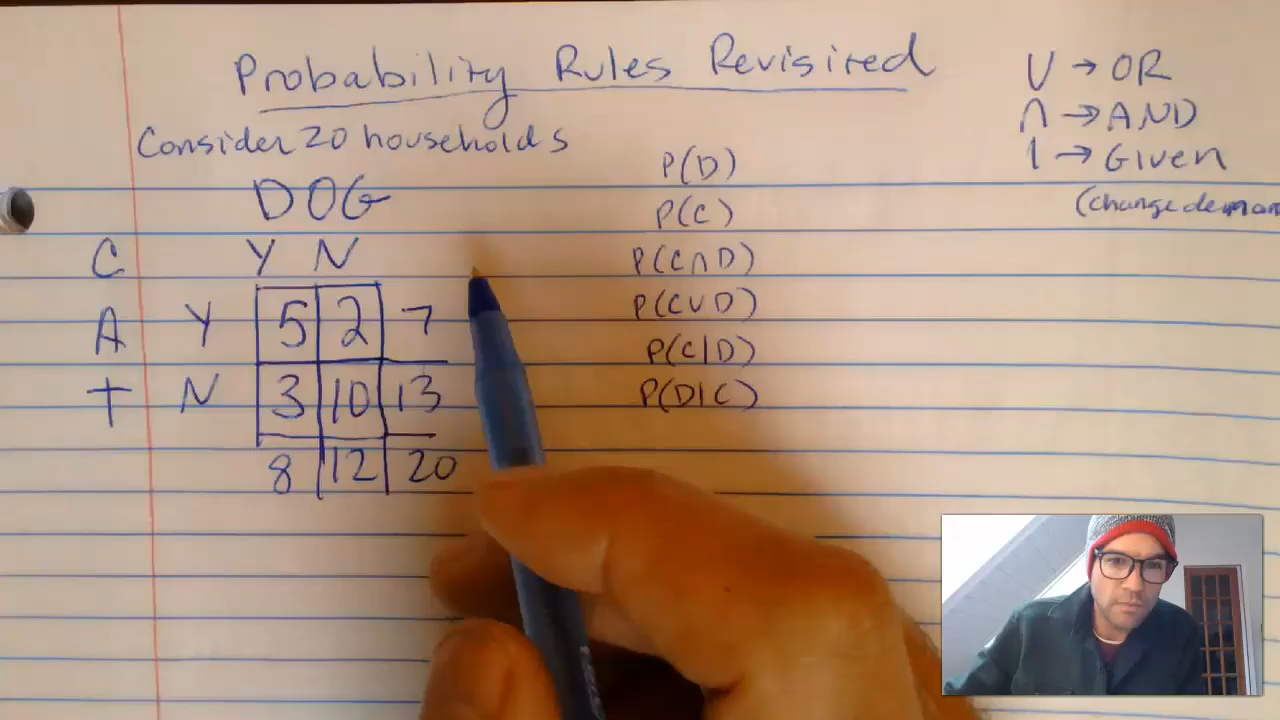 Probability Rules Revisited
Consider 20 households
DOG
C Y N
A Y 5 2 7
T N 3 10 13
8 12 20
P(D)
P(C)
P(C∩D)
P(C∪D)
P(C|D)
P(D|C)
∪ → OR
∩ → AND
| → Given
(change